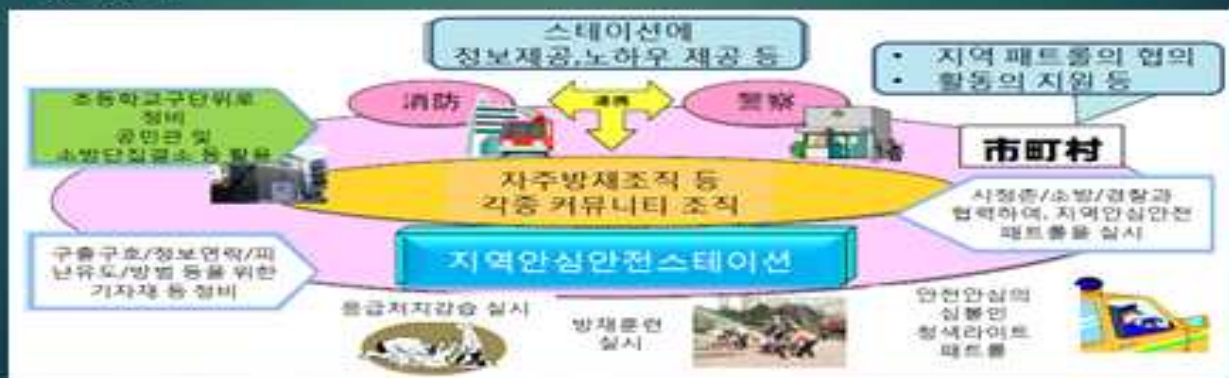 스테이션에
정보제공,노하우 제공 등
• 지역 패트롤의 협의
• 활동의 지원 등
초등학교구단위로
정비
공민관 및
소방단집결소 등 활용
消防
連携
警察
市町村
자주방재조직 등
각종 커뮤니티 조직
시정촌/소방/경찰과
협력하여, 지역안심안전
패트롤을 실시
구출구호/정보연락/피
난유도/방범 등을 위한
기자재 등 정비
지역안심안전스테이션
응급처치강습 실시
방재훈련
실시
안전안심의
심볼인
청색라이트
패트롤